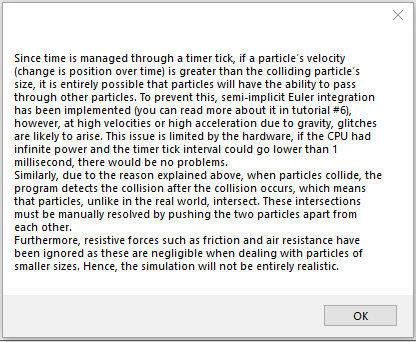 Since time is managed through a timer tick, if a particle's velocity
(change is position over time) is greater than the colliding particle's
size, it is entirely possible that particles will have the ability to pass
through other particles. To prevent this, semi-implicit Euler integration
has been implemented (you can read more about it in tutorial #6),
however, at high velocities or high acceleration due to gravity, glitches
are likely to arise. This issue is limited by the hardware, if the CPU had
infinite power and the timer tick interval could go lower than 1
millisecond, there would be no problems.
Similarly, due to the reason explained above, when particles collide, the
program detects the collision after the collision occurs, which means
that particles, unlike in the real world, intersect. These intersections
must be manually resolved by pushing the two particles apart from
each other.
Furthermore, resistive forces such as friction and air resistance have
been ignored as these are negligible when dealing with particles of
smaller sizes. Hence, the simulation will not be entirely realistic.
OK